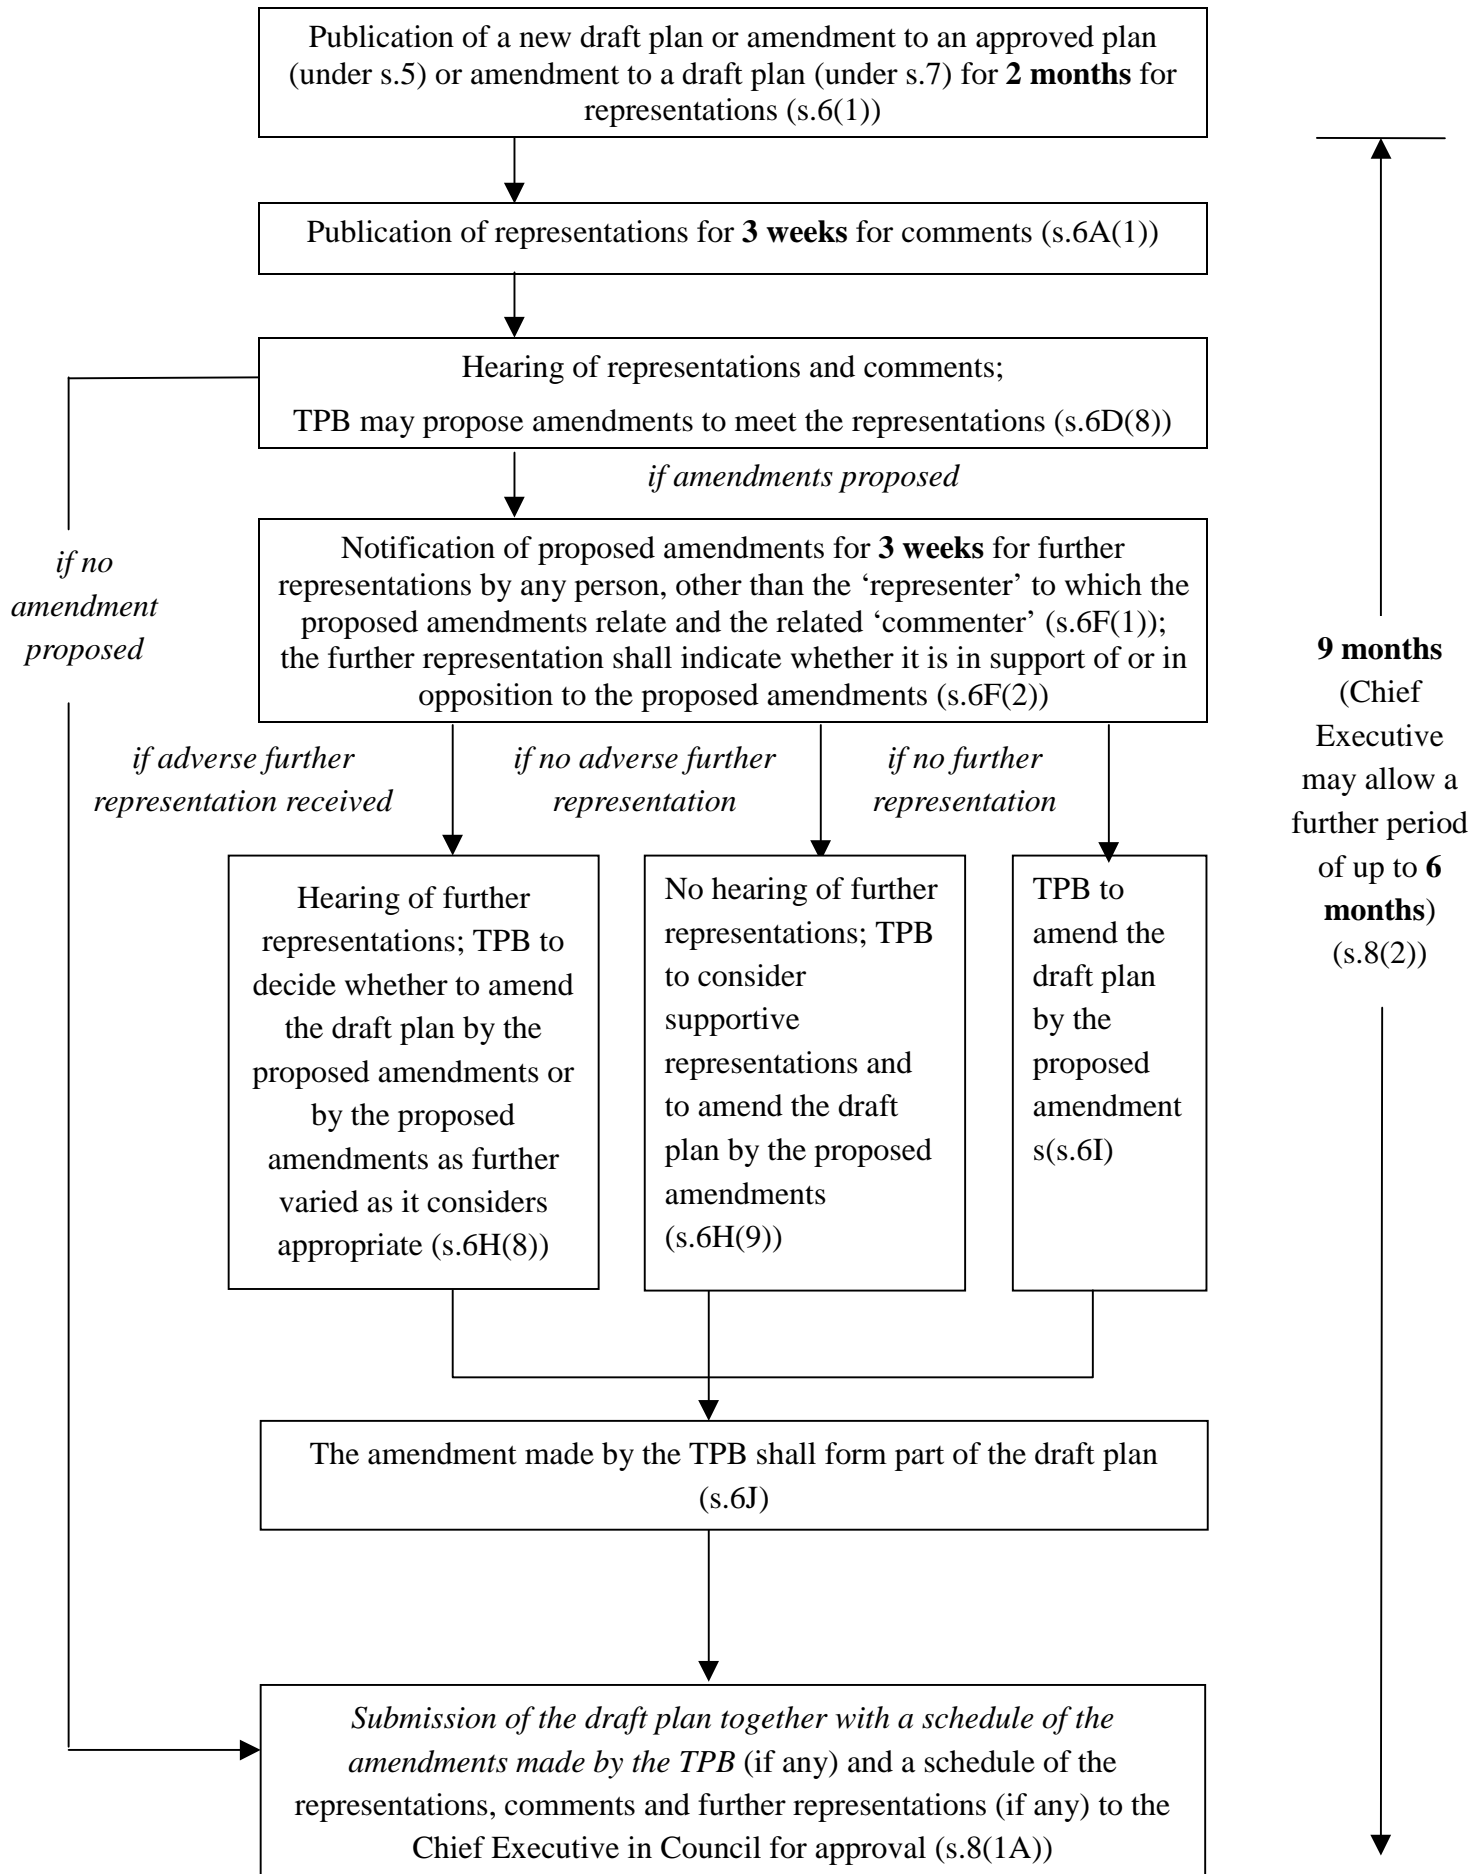 Publication of a new draft plan or amendment to an approved plan
(under s.5) or amendment to a draft plan (under s.7) for 2 months for
representations (s.6(1))
Publication of representations for 3 weeks for comments (s.6A(1))
Hearing of representations and comments;
TPB may propose amendments to meet the representations (s.6D(8))
if amendments proposed
if no
amendment
proposed
Notification of proposed amendments for 3 weeks for further
representations by any person, other than the ‘representer’ to which the
proposed amendments relate and the related ‘commenter’ (s.6F(1));
the further representation shall indicate whether it is in support of or in
opposition to the proposed amendments (s.6F(2))
if adverse further
representation received
if no adverse further
representation
if no further
representation
Hearing of further
representations; TPB to
decide whether to amend
the draft plan by the
proposed amendments or
by the proposed
amendments as further
varied as it considers
appropriate (s.6H(8))
No hearing of further
representations; TPB
to consider
supportive
representations and
to amend the draft
plan by the proposed
amendments
(s.6H(9))
TPB to
amend the
draft plan
by the
proposed
amendment
s(s.6I)
The amendment made by the TPB shall form part of the draft plan
(s.6J)
Submission of the draft plan together with a schedule of the
amendments made by the TPB (if any) and a schedule of the
representations, comments and further representations (if any) to the
Chief Executive in Council for approval (s.8(1A))
9 months
(Chief
Executive
may allow a
further period
of up to 6
months)
(s.8(2))